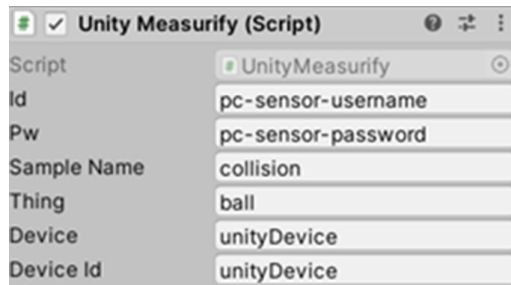 Unity Measurify (Script)
Script UnityMeasurify
Id pc-sensor-username
Pw pc-sensor-password
Sample Name collision
Thing ball
Device unityDevice
Device Id unityDevice